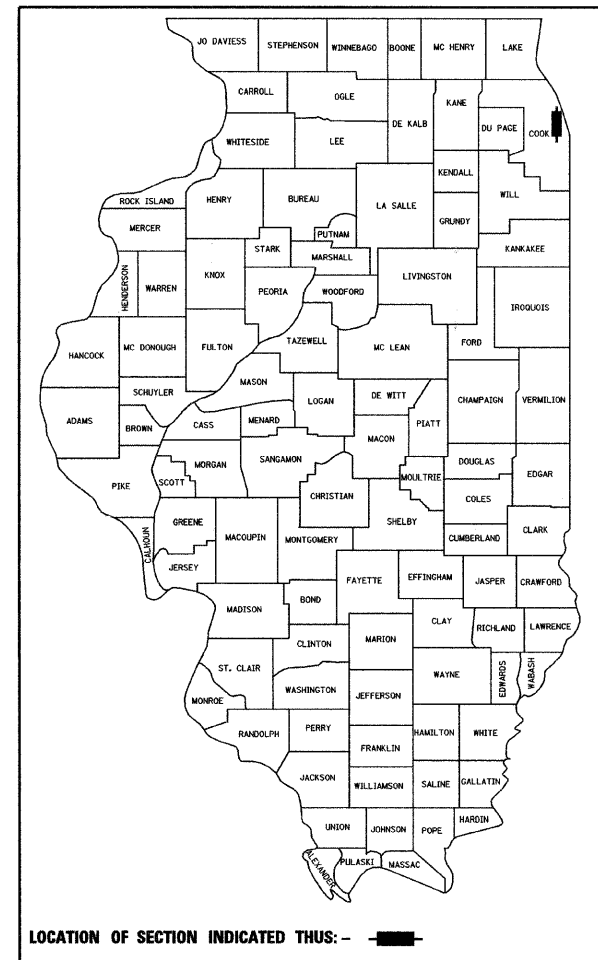 JO DAVIESS STEPHENSON WINNEBAGO BOONE MC HENRY LAKE
CARROLL OGLE DE KALB KANE DU PAGE COOK
WHITESIDE LEE
KENDALL WILL
ROCK ISLAND HENRY BUREAU LA SALLE GRUNDY
MERCER PUTNAM KANKAKEE
STARK MARSHALL
HENDERSON WARREN KNOX PEORIA WOODFORD LIVINGSTON IROQUOIS
HANCOCK MC DONOUGH FULTON TAZEWELL MC LEAN FORD
SCHUYLER MASON LOGAN DE WITT CHAMPAIGN VERMILION
ADAMS BROWN CASS MENARD MACON PIATT
SANGAMON DOUGLAS
PIKE SCOTT MORGAN MOULTRIE EDGAR
CHRISTIAN COLES
CALHOUN GREENE MACOUPIN SHELBY CUMBERLAND CLARK
MONTGOMERY
JERSEY FAYETTE EFFINGHAM JASPER CRAWFORD
MADISON BOND
CLAY RICHLAND LAWRENCE
CLINTON MARION
ST. CLAIR WAYNE EDWARDS WABASH
WASHINGTON JEFFERSON
MONROE
RANDOLPH PERRY HAMILTON WHITE
FRANKLIN
JACKSON WILLIAMSON SALINE GALLATIN
UNION JOHNSON POPE HARDIN
ALEXANDER PULASKI MASSAC
LOCATION OF SECTION INDICATED THUS: -